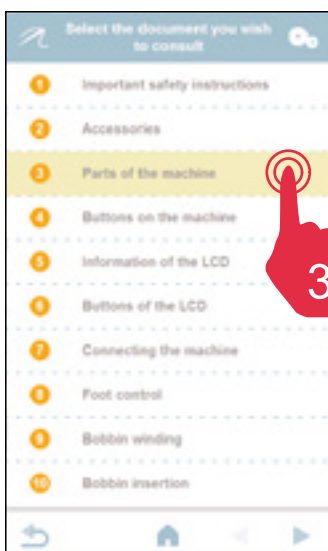 Select the document you wish
to consult
1 Important safety instructions
2 Accessories
3 Parts of the machine
4 Buttons on the machine
5 Information of the LCD
6 Buttons of the LCD
7 Connecting the machine
8 Foot control
9 Bobbin winding
10 Bobbin insertion
3